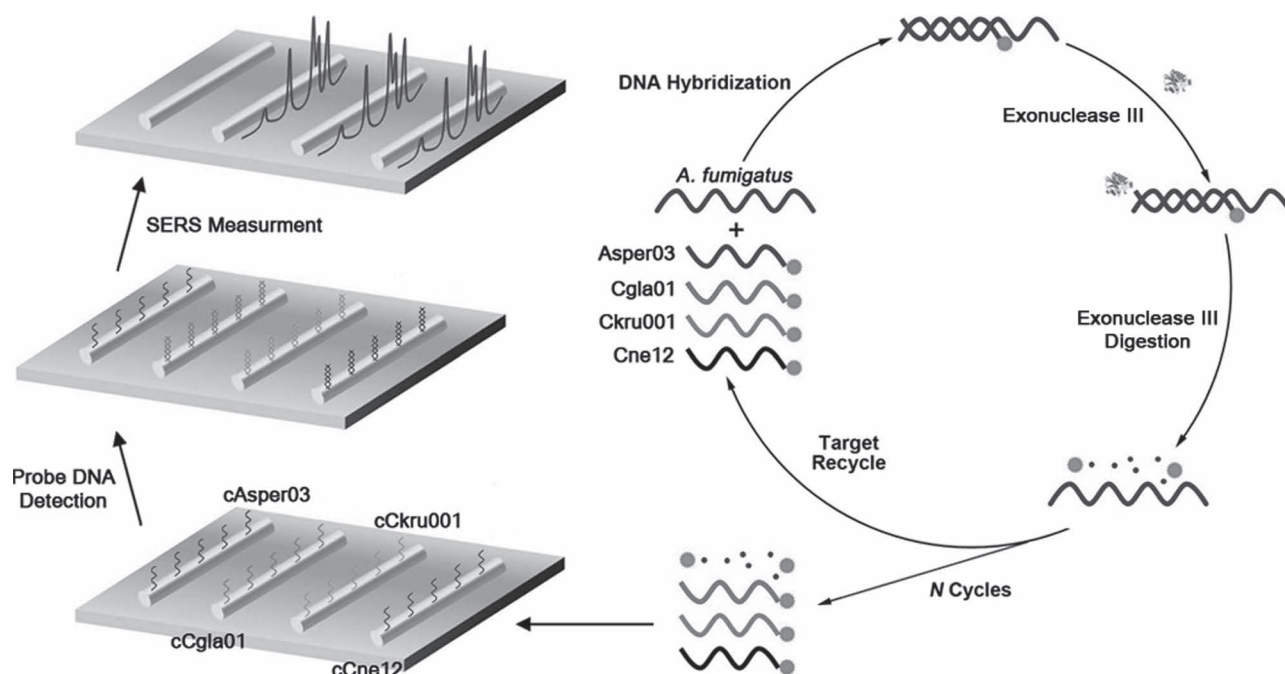 DNA Hybridization
Exonuclease III
A. fumigatus
+
SERS Measurment
Asper03
Cgla01
Ckru001
Cne12
Exonuclease III
Digestion
Target
Recycle
Probe DNA
Detection
cAsper03
cCkru001
N Cycles
cCgla01
cCne12